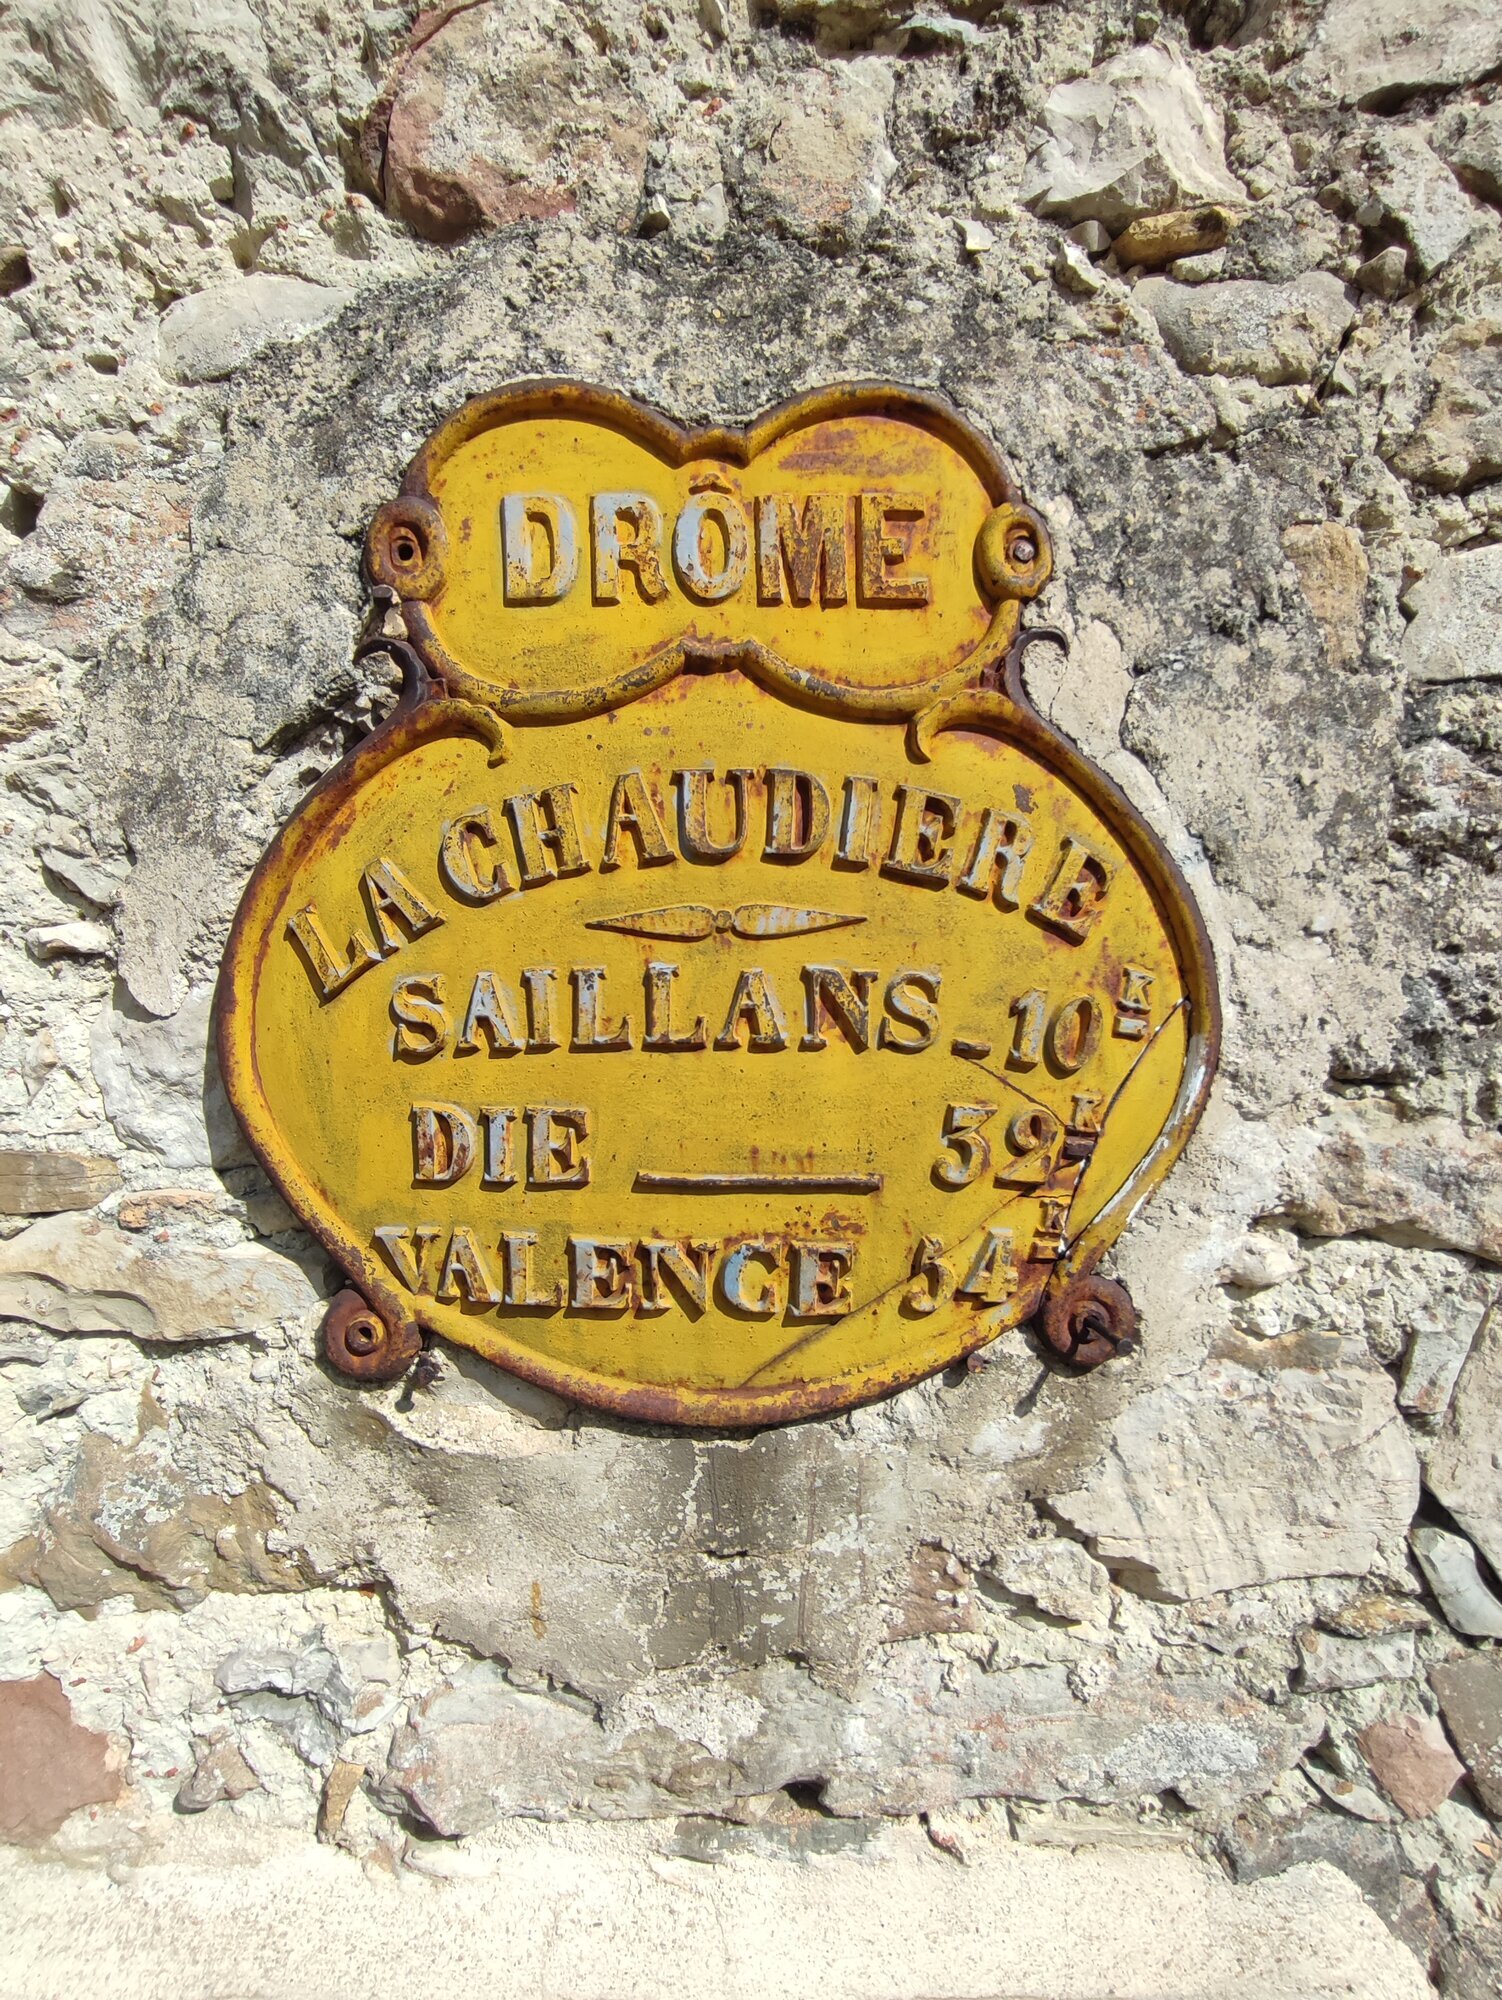 DRÔME
LA CHAUDIERE
SAILLANS - 10K
DIE ___ 32K
VALENCE 54K